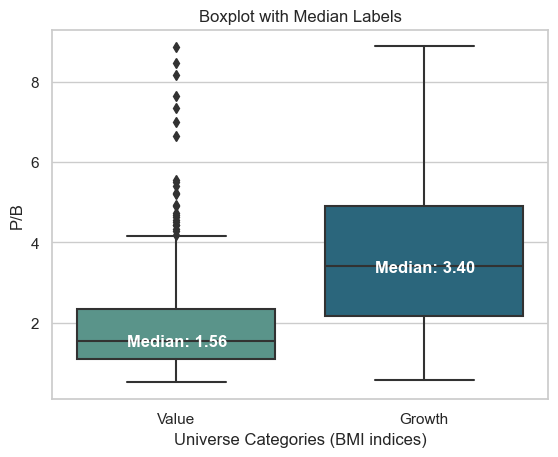 Boxplot with Median Labels
8
6
4
2
P/B
Median: 3.40
Median: 1.56
Value
Growth
Universe Categories (BMI indices)